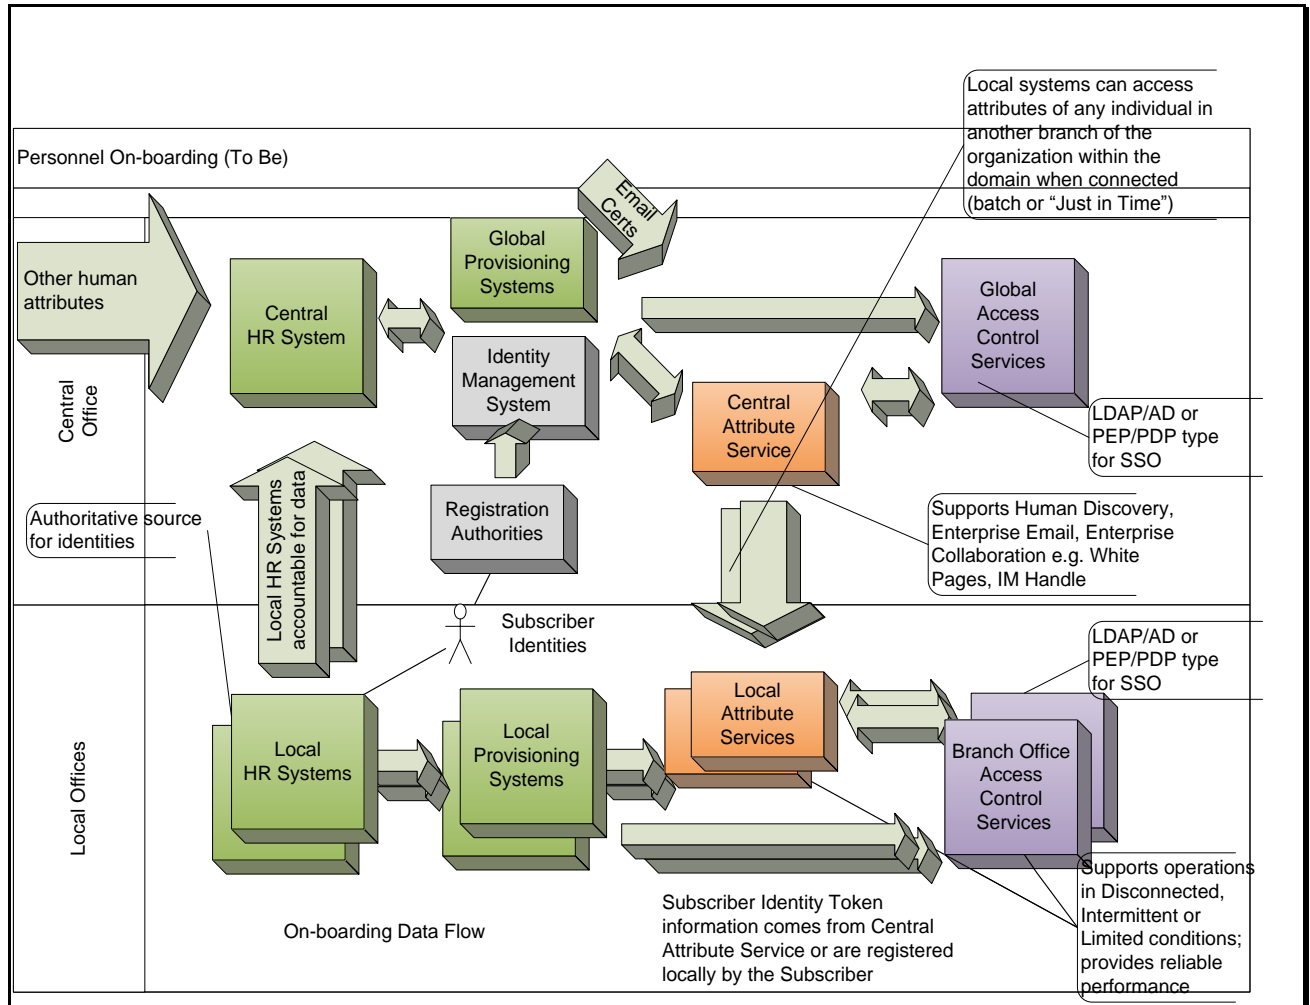 Local systems can access
attributes of any individual in
another branch of the
organization within the
domain when connected
(batch or “Just in Time”)
Personnel On-boarding (To Be)
Email
Certs
Other human
attributes
Central
HR System
Global
Provisioning
Systems
Identity
Management
System
Global
Access
Control
Services
Central
Attribute
Service
Central
Office
LDAP/AD or
PEP/PDP type
for SSO
Authoritative source
for identities
Local HR Systems
accountable for data
Registration
Authorities
Supports Human Discovery,
Enterprise Email, Enterprise
Collaboration e.g. White
Pages, IM Handle
Subscriber
Identities
LDAP/AD or
PEP/PDP type
for SSO
Local Offices
Local
HR Systems
Local
Provisioning
Systems
Local
Attribute
Services
Branch Office
Access
Control
Services
Supports operations
in Disconnected,
Intermittent or
Limited conditions;
provides reliable
performance
On-boarding Data Flow
Subscriber Identity Token
information comes from Central
Attribute Service or are registered
locally by the Subscriber